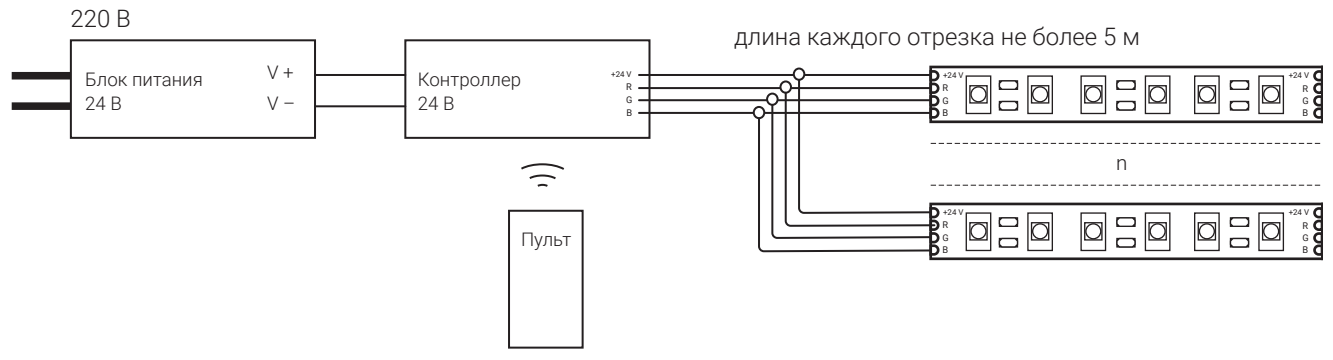 220 В
длина каждого отрезка не более 5 м
Блок питания
24 В
V +
V –
Контроллер
24 В
+24 V
R
G
B
+24 V
R
G
B
+24 V
R
G
B
n
+24 V
R
G
B
+24 V
R
G
B
Пульт